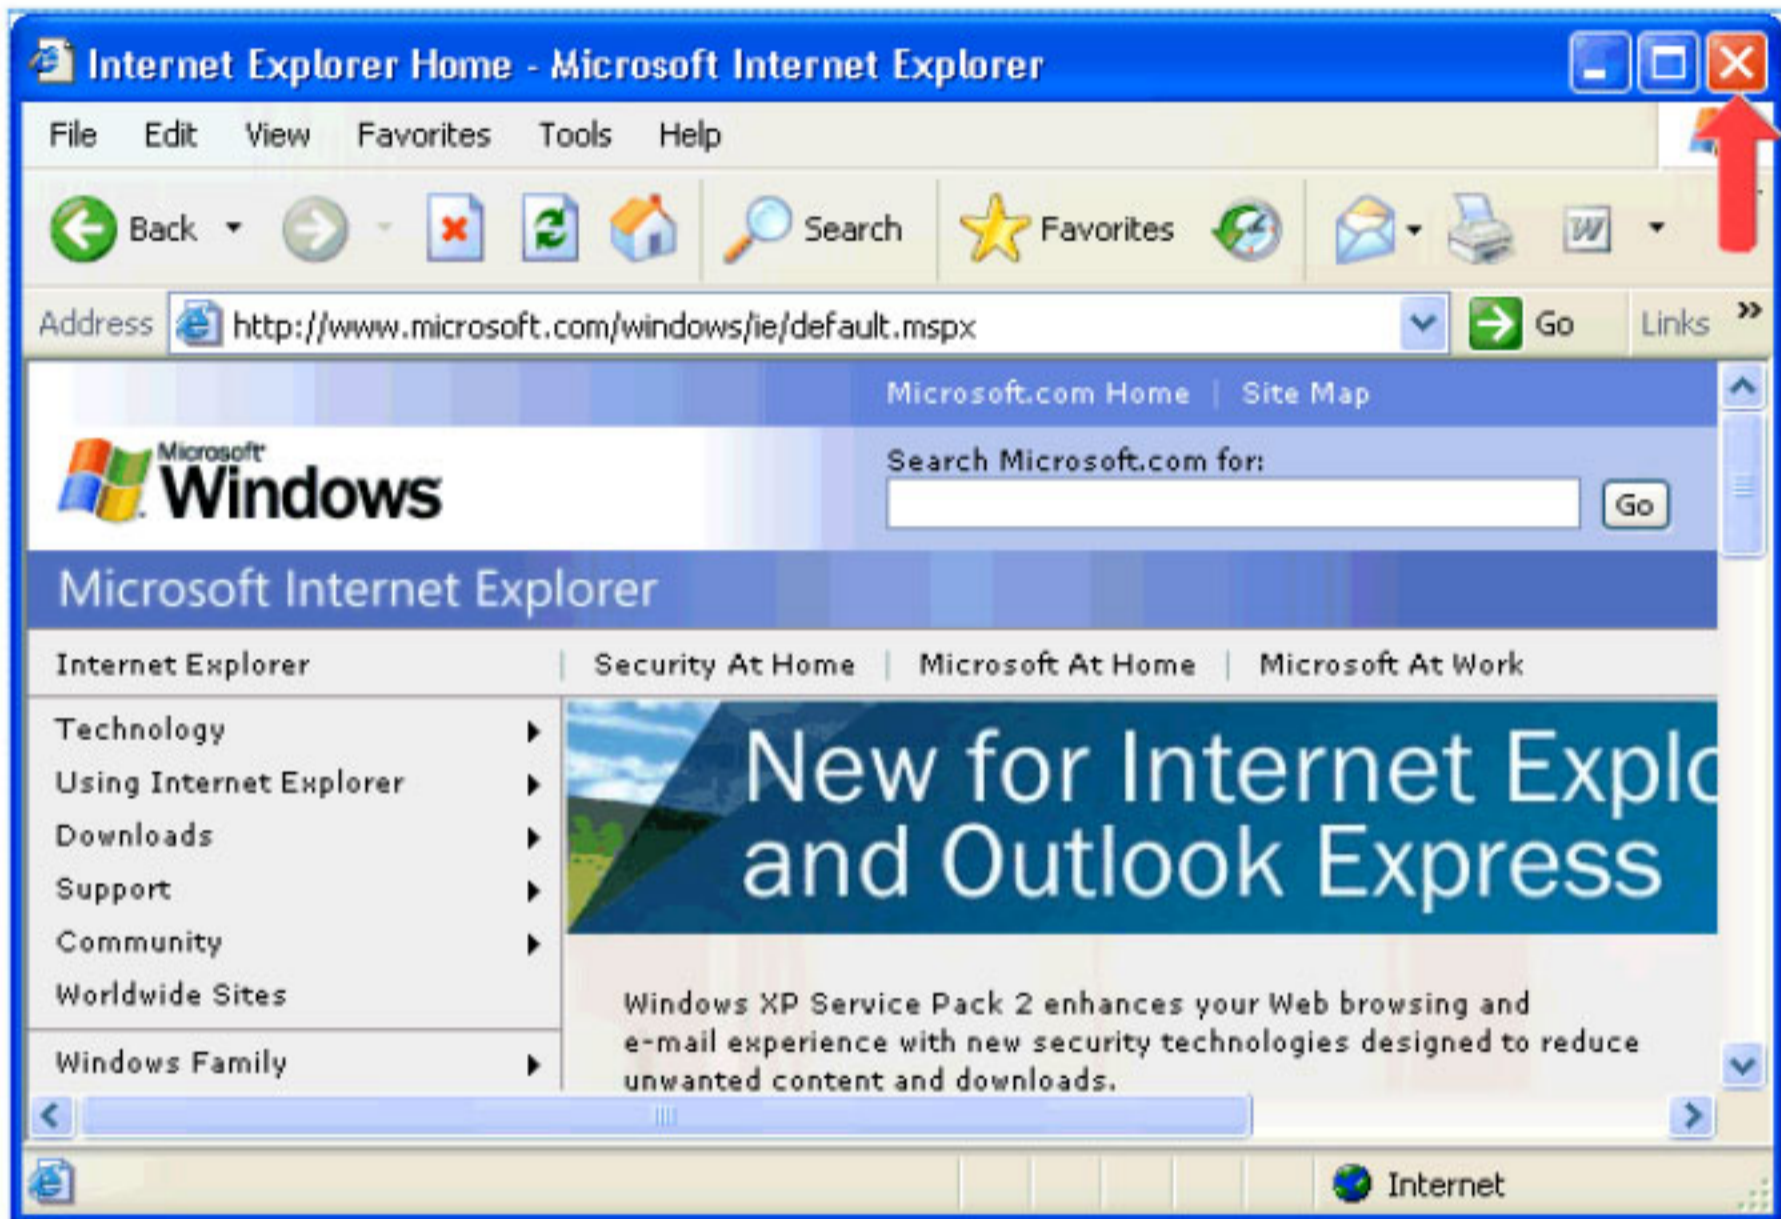 Internet Explorer Home - Microsoft Internet Explorer
File Edit View Favorites Tools Help
Back Search Favorites W
Address http://www.microsoft.com/windows/ie/default.mspx Go Links »
Microsoft.com Home | Site Map
Microsoft
Windows
Search Microsoft.com for:
Go
Microsoft Internet Explorer
Internet Explorer | Security At Home | Microsoft At Home | Microsoft At Work
Technology
Using Internet Explorer
Downloads
Support
Community
Worldwide Sites
Windows Family
New for Internet Explo
and Outlook Express
Windows XP Service Pack 2 enhances your Web browsing and
e-mail experience with new security technologies designed to reduce
unwanted content and downloads.
Internet